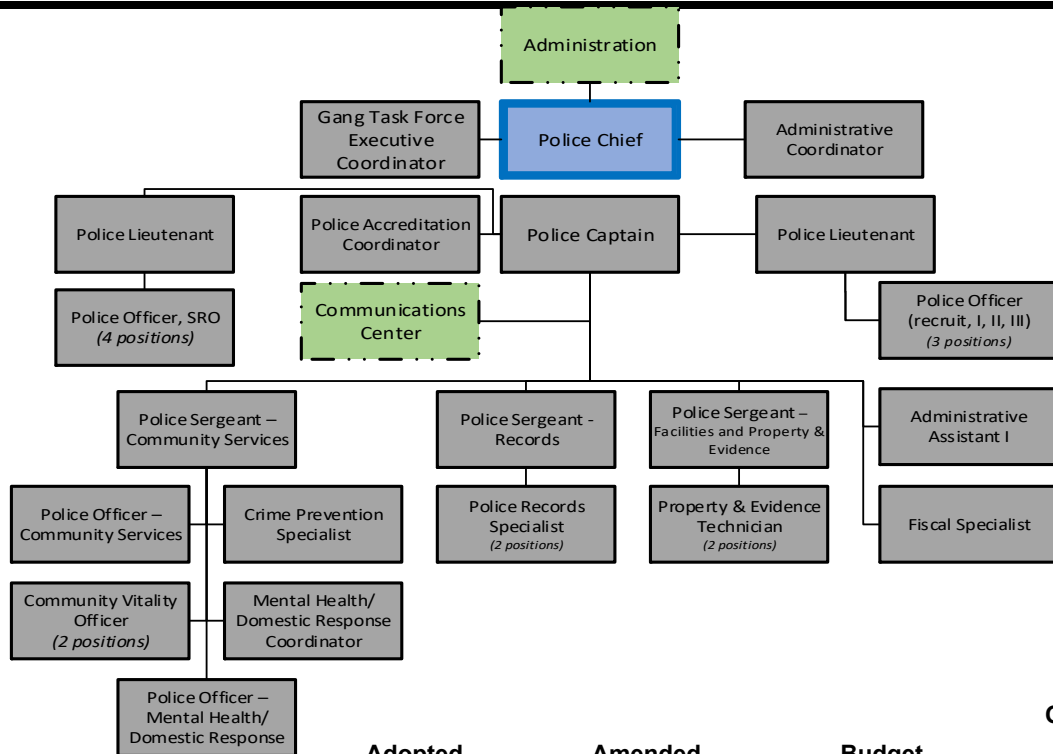 Administration
Gang Task Force
Executive
Coordinator
Police Chief
Administrative
Coordinator
Police Lieutenant
Police Accreditation
Coordinator
Police Captain
Police Lieutenant
Police Officer, SRO
(4 positions)
Communications
Center
Police Officer
(recruit, I, II, III)
(3 positions)
Police Sergeant –
Community Services
Police Sergeant -
Records
Police Sergeant –
Facilities and Property &
Evidence
Administrative
Assistant I
Police Officer –
Community Services
Crime Prevention
Specialist
Police Records
Specialist
(2 positions)
Property & Evidence
Technician
(2 positions)
Fiscal Specialist
Community Vitality
Officer
(2 positions)
Mental Health/
Domestic Response
Coordinator
Police Officer –
Mental Health/
Domestic Response
Adopted Amended Budget